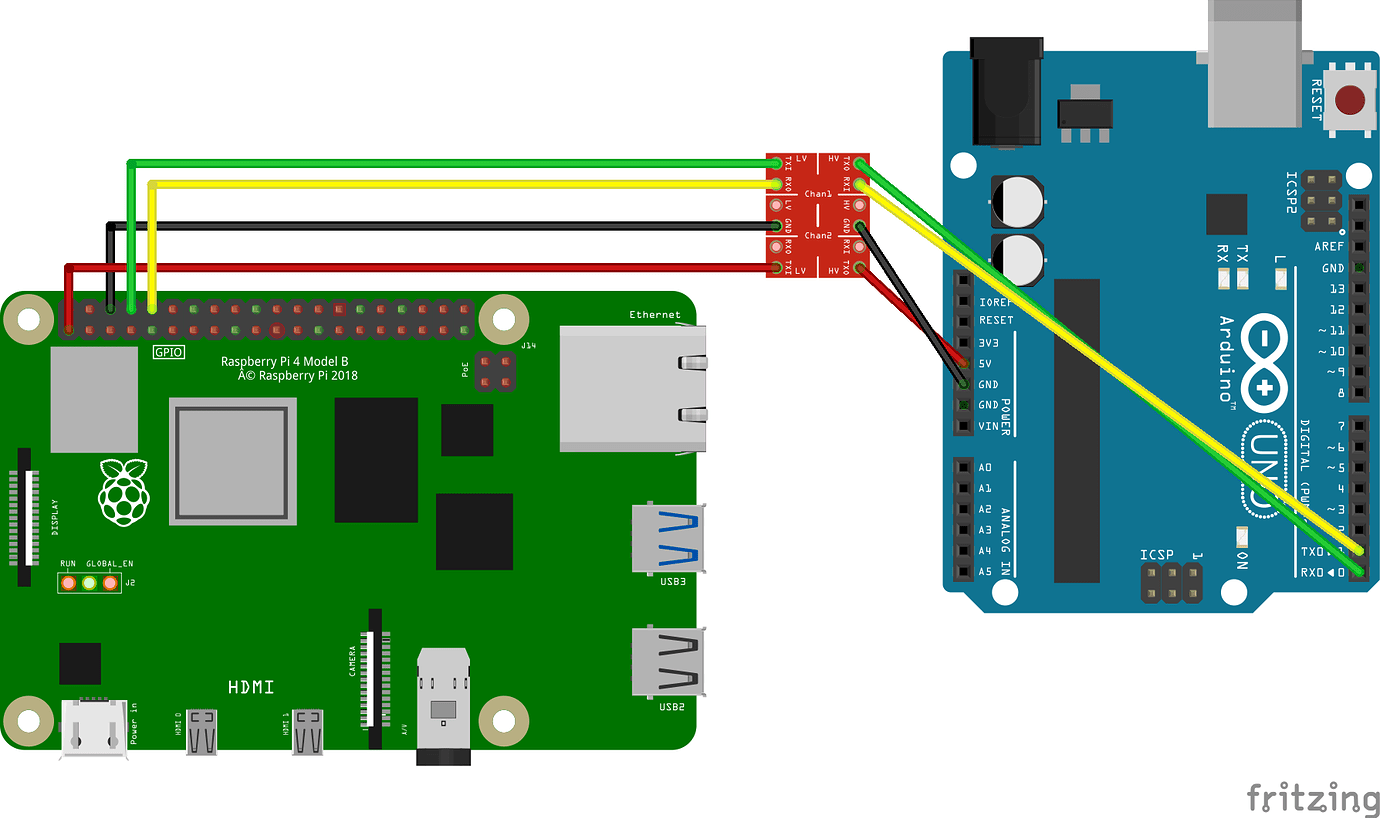 Ethernet
J14
GPIO
Raspberry Pi 4 Model B
Â© Raspberry Pi 2018
PoE
DISPLAY
RUN GLOBAL_EN
J2
USB3
USB2
CAMERA
HDMI
Power in
HDMI 0
HDMI 1
A/V
TXI LV HV TXO
RXO RXI
Chan1
LV HV
GND GND
Chan2
RXO RXI
TXI LV HV TXO
RESET
ICSP2
AREF
GND
13
12
~11
~10
~9
8
RX TX L
Arduino™
UNO
IOREF
RESET
3V3
5V
GND
GND
VIN
POWER
A0
A1
A2
A3
A4
A5
ANALOG IN
7
~6
~5
4
~3
2
TXO 1
RXO◄0
DIGITAL (PWM
ICSP 1
ON
fritzing